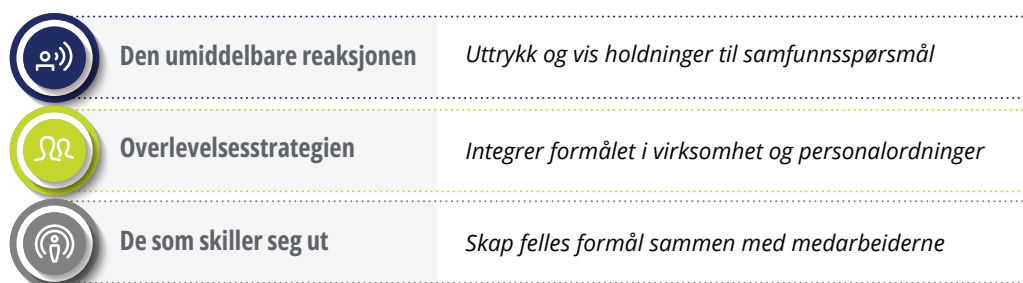 Den umiddelbare reaksjonen
Uttrykk og vis holdninger til samfunnsspørsmål
Overlevelsesstrategien
Integrer formålet i virksomhet og personalordninger
De som skiller seg ut
Skap felles formål sammen med medarbeiderne